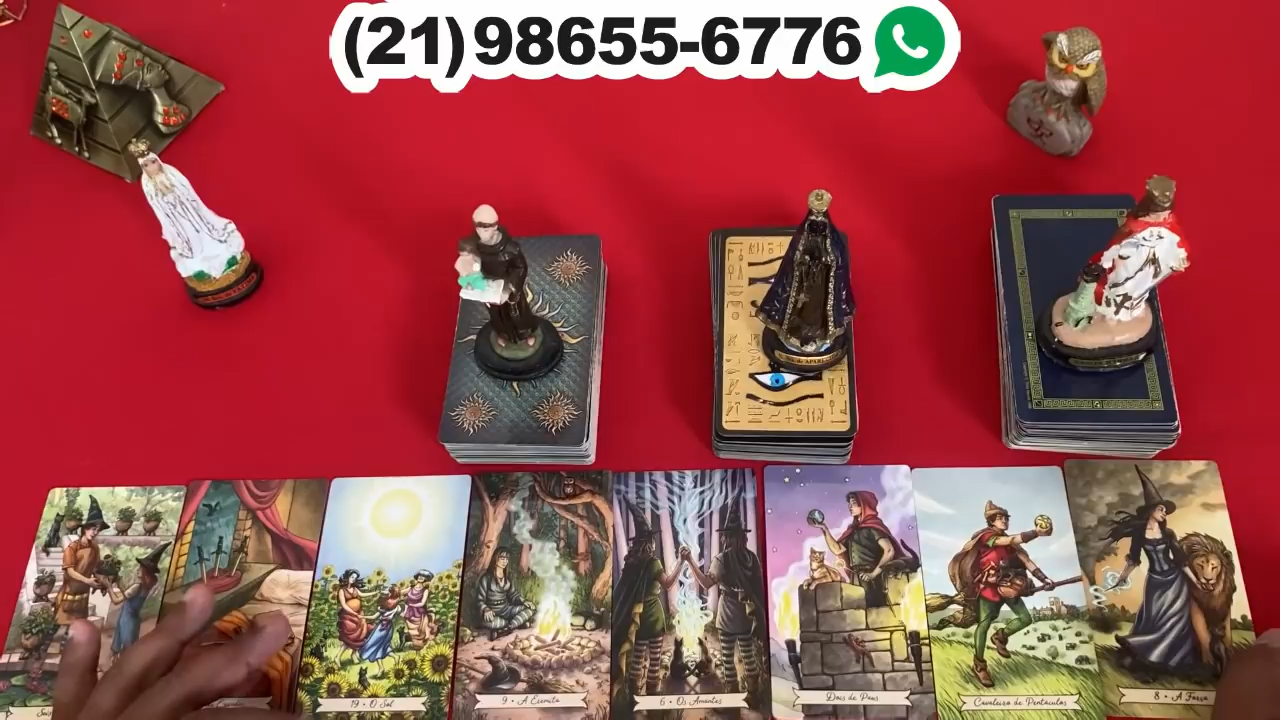 (21)98655-6776
19 • O Sol
9 • A Eremita
6 • Os Amantes
Dois de Paus
Cavaleiro de Pentáculos
8 • A Força